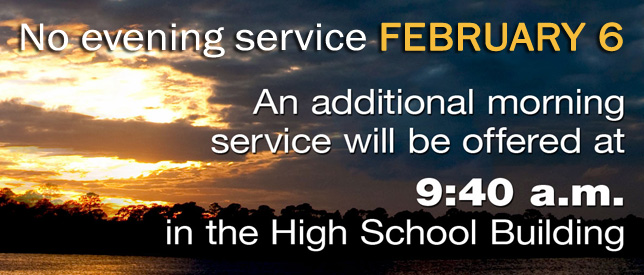 No evening service FEBRUARY 6
An additional morning
service will be offered at
9:40 a.m.
in the High School Building